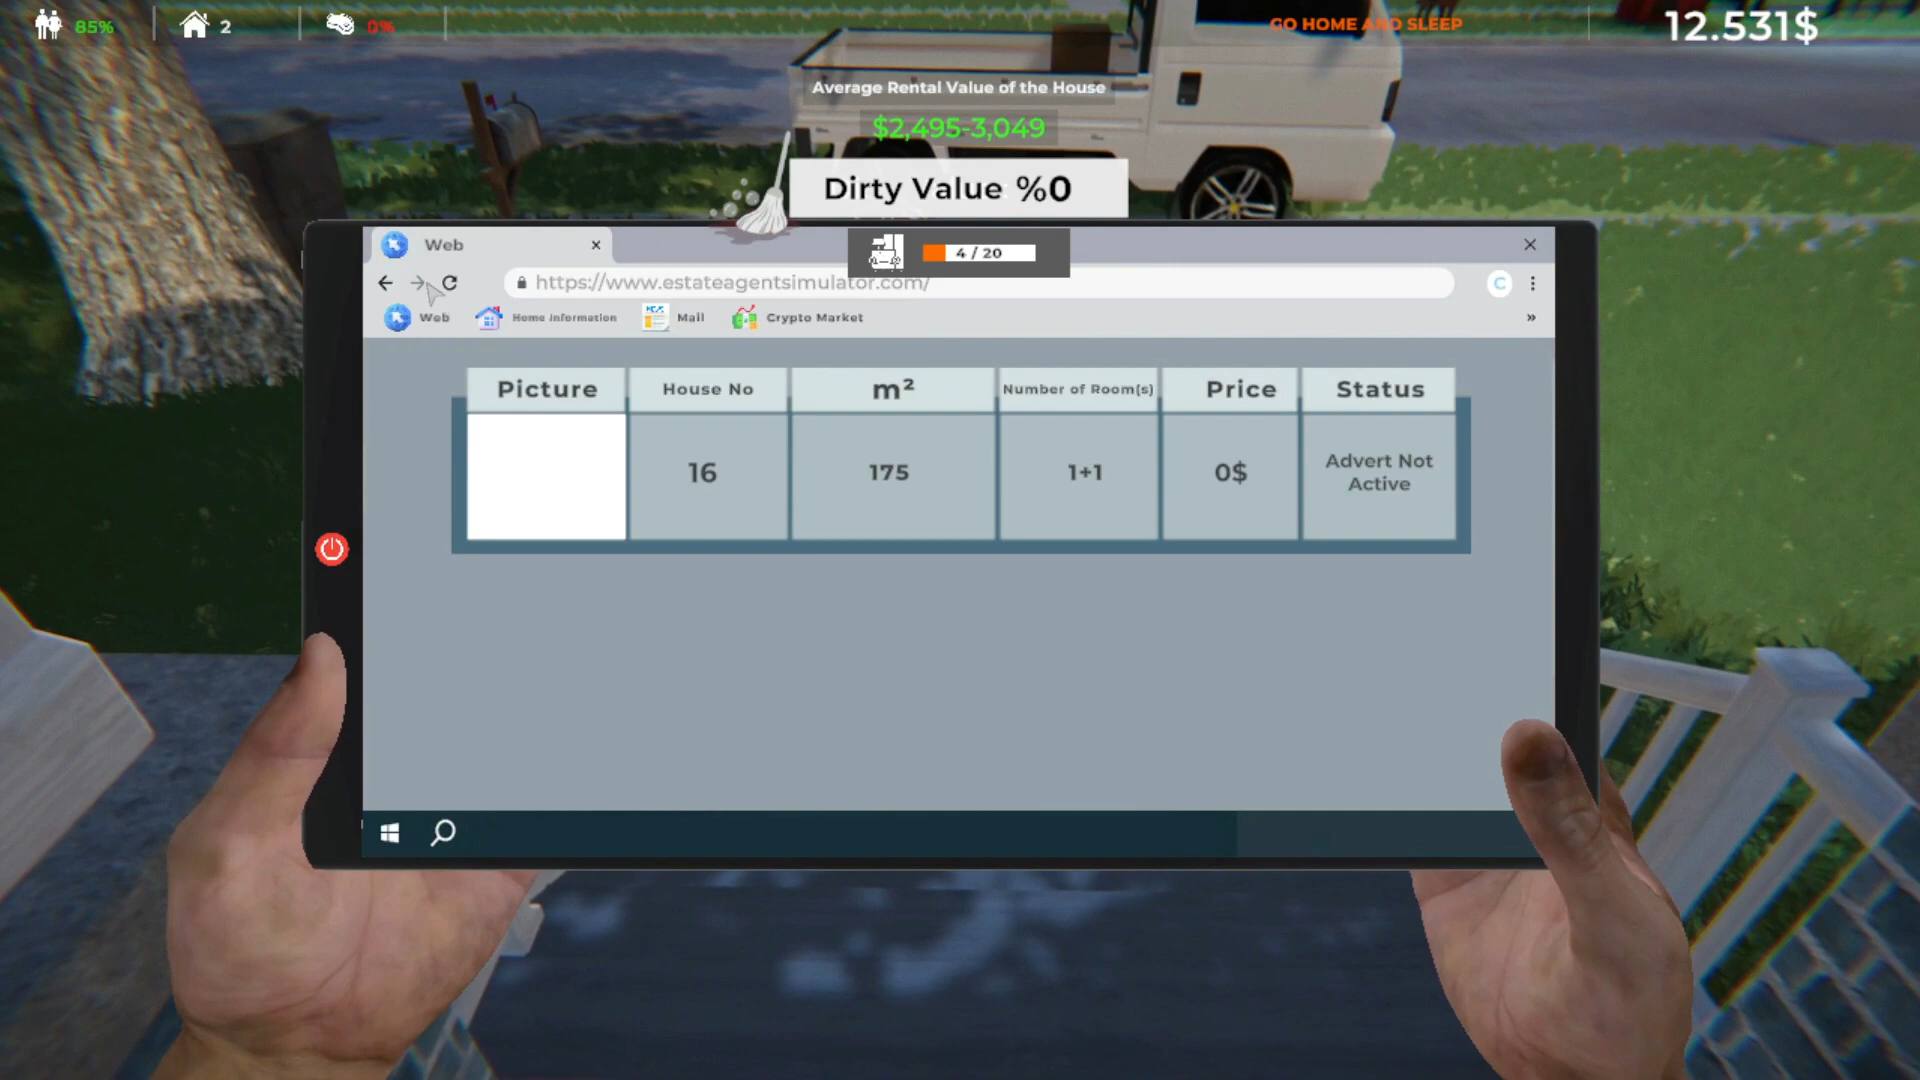 85%
2
0%
GO HOME AND SLEEP
12.531$
Average Rental Value of the House
$2,495-3,049
Dirty Value %0
4 / 20
Web
https://www.estateagentsimulator.com/
C
Web
Home Information
Mail
Crypto Market
Picture
House No
m²
Number of Room(s)
Price
Status
16
175
1+1
0$
Advert Not
Active